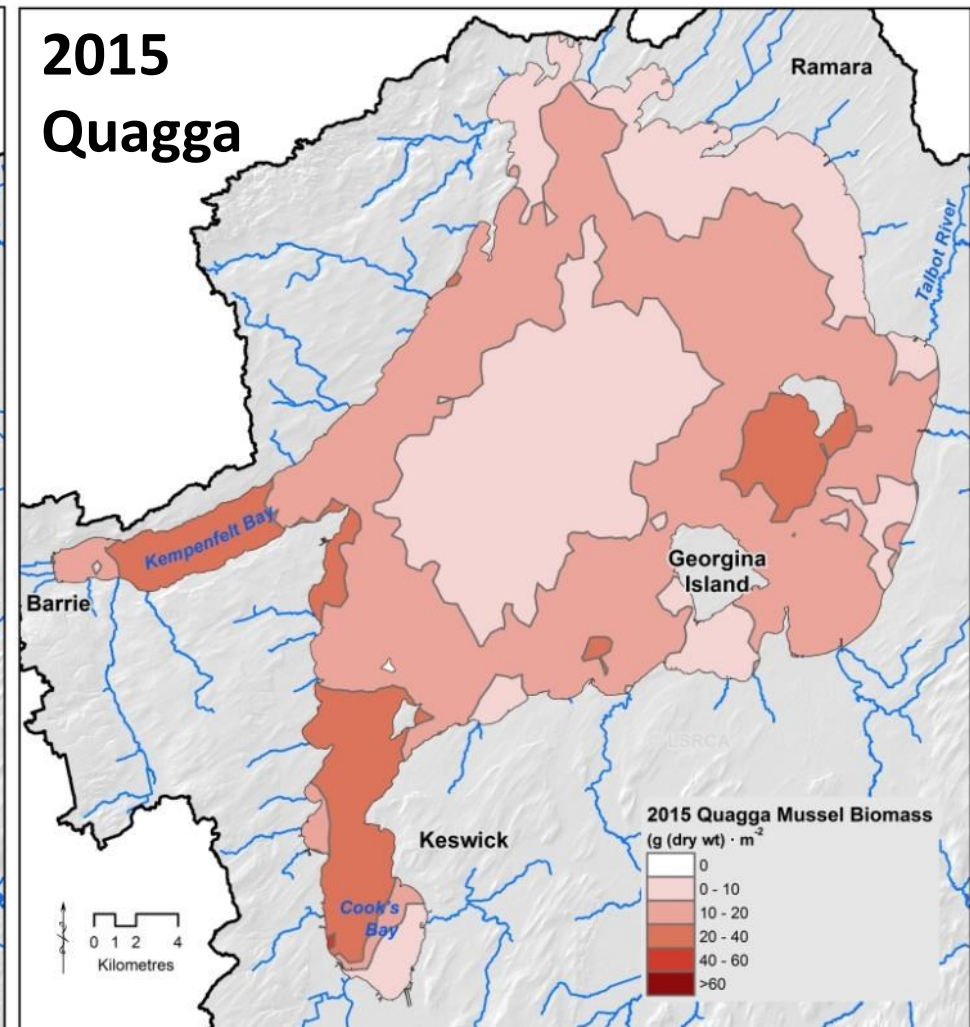 2015
Quagga
Ramara
Talbot River
Kempenfelt Bay
Georgina
Island
Barrie
LSRCA
Keswick
Cook's
Bay
0 1 2 4
Kilometres
2015 Quagga Mussel Biomass
(g (dry wt) · m⁻²
0
0 - 10
10 - 20
20 - 40
40 - 60
>60